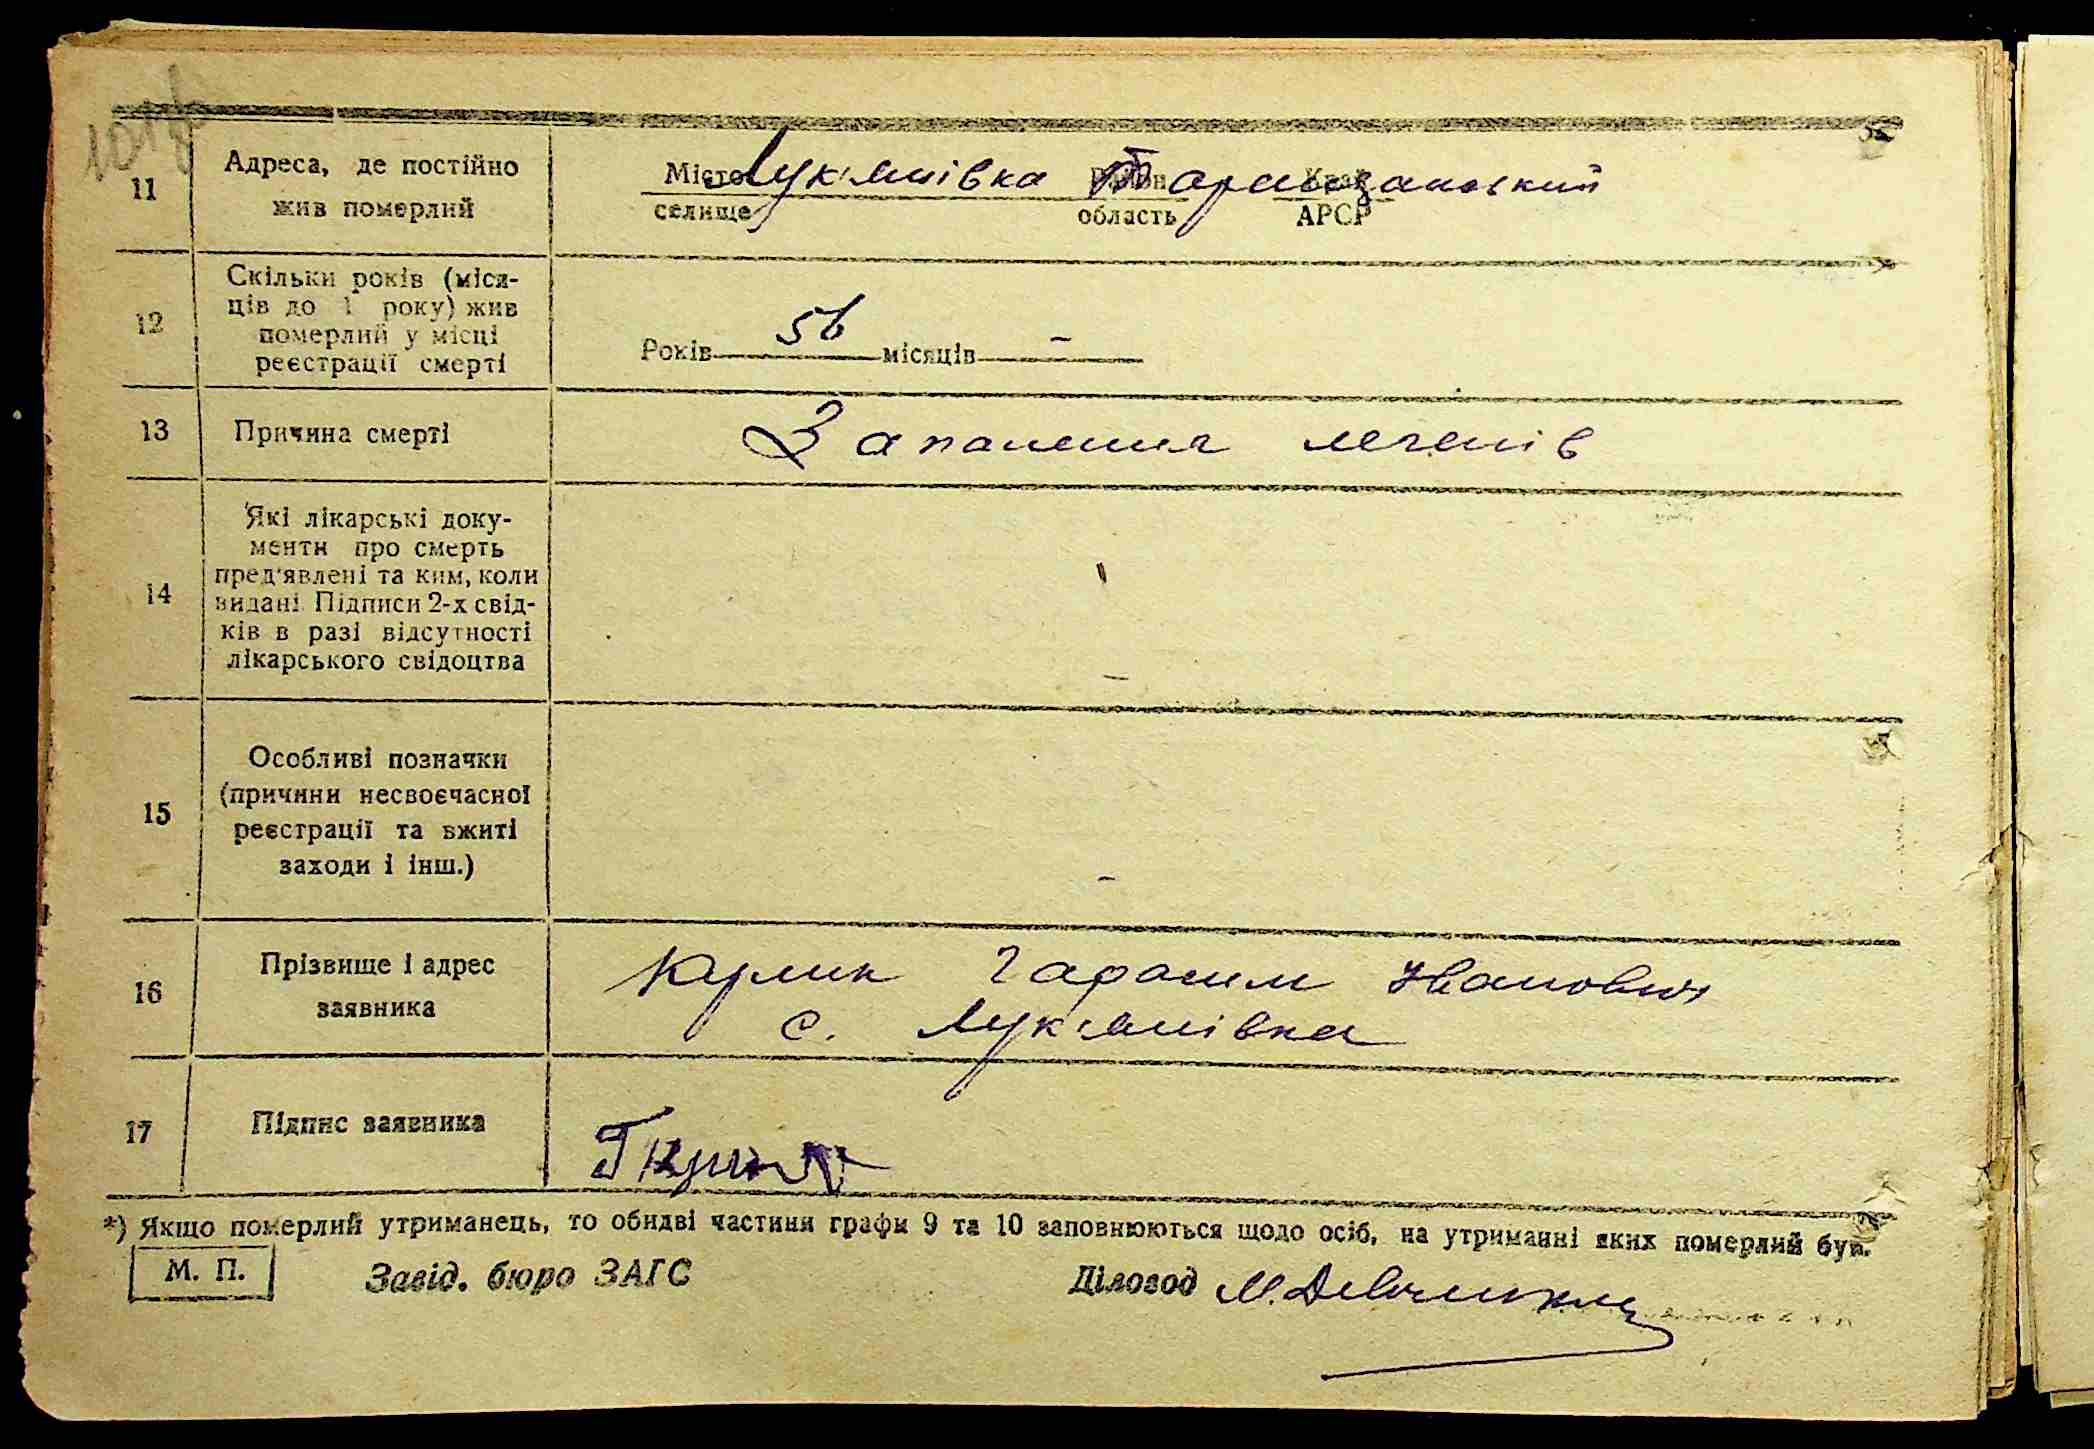 11
Адреса, де постійно
жив померлий
Місто Лук'янівка Район Край
селище область АРСР
12
Скільки років (міся-
ців до 1 року) жив
померлий у місці
реєстрації смерті
Років 56 місяців -
13
Причина смерті
Запалення легенів
14
Які лікарські доку-
менти про смерть
пред'явлені та ким, коли
видані. Підписи 2-х свід-
ків в разі відсутності
лікарського свідоцтва
-
15
Особливі позначки
(причини несвоєчасної
реєстрації та вжиті
заходи і інш.)
-
16
Прізвище і адрес
заявника
Кулик Гарасим Іванович
с. Лук'янівка
17
Підпис заявника
*) Якщо померлий утриманець, то обидві частини графи 9 та 10 заповнюються щодо осіб, на утриманні яких померлий був.
М. П.
Завід. бюро ЗАГС
Діловод М.